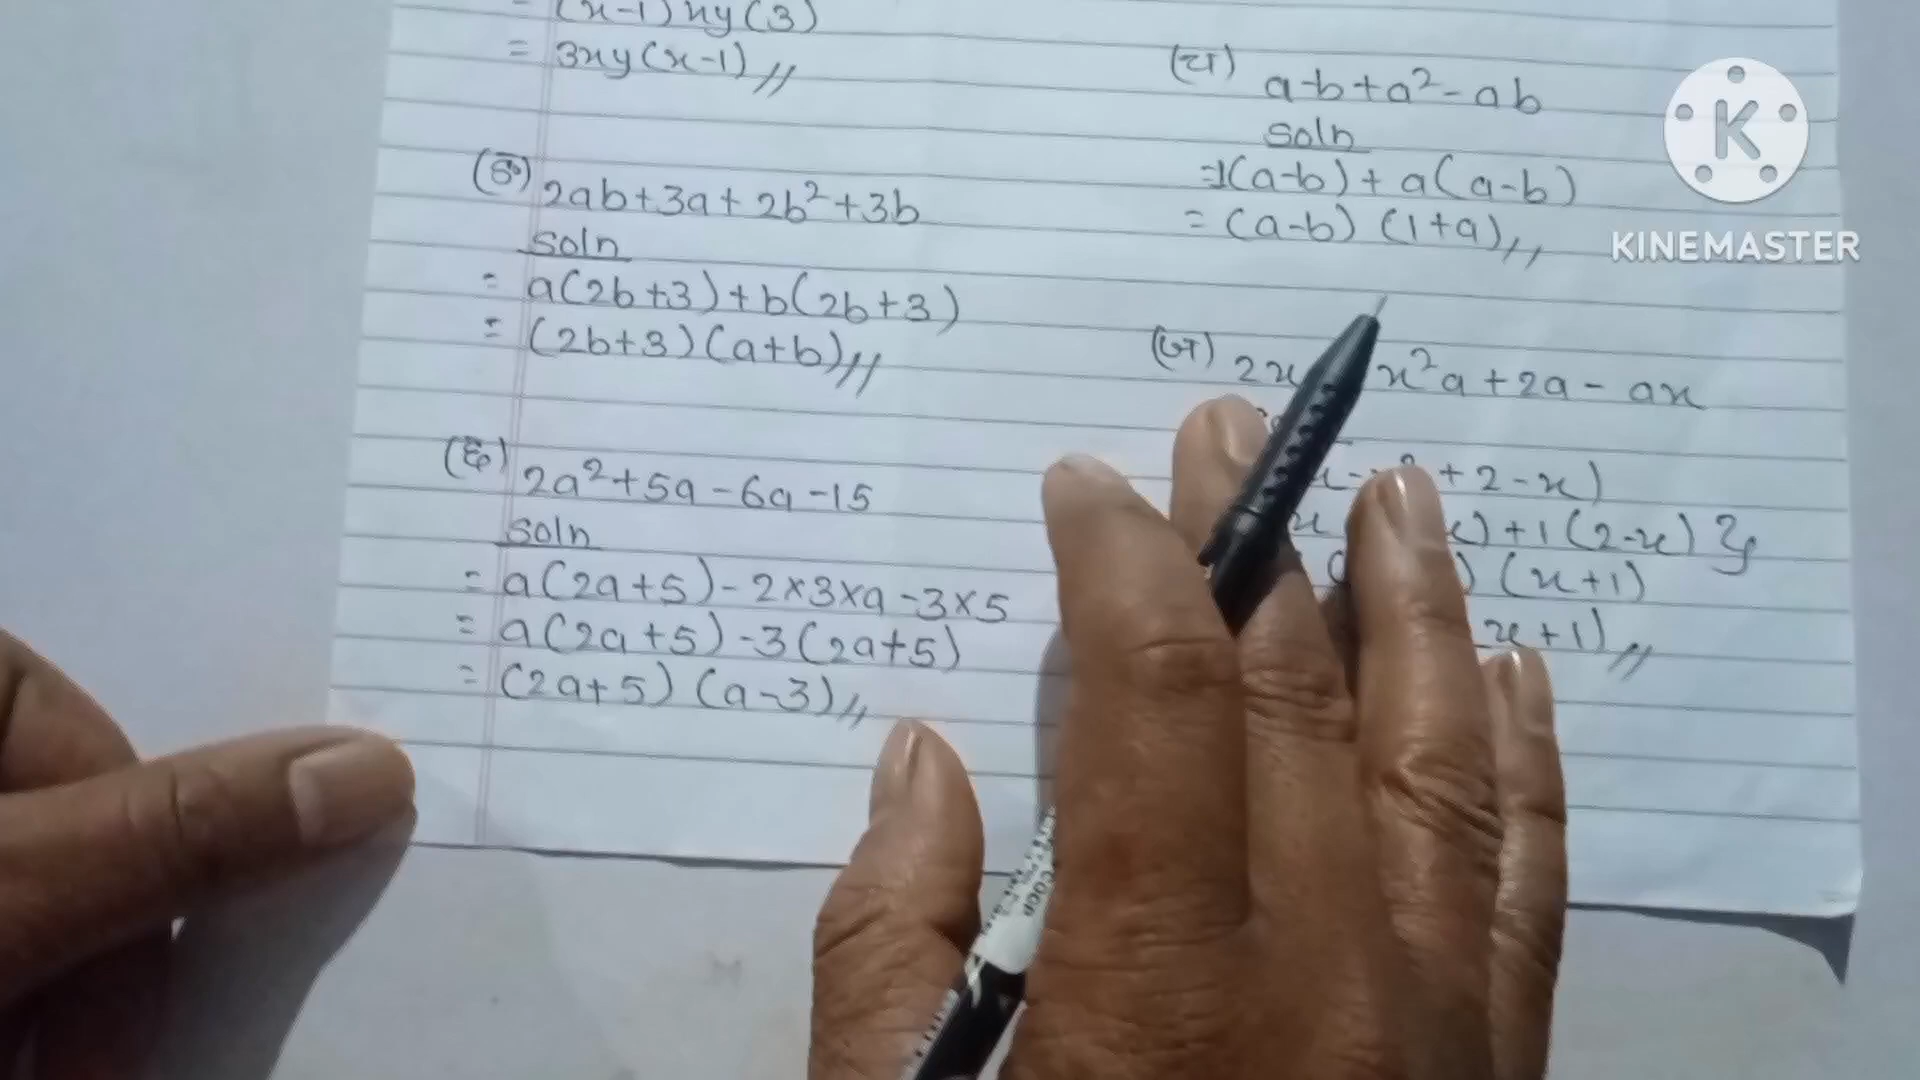 = (x-1) xy (3)
= 3xy(x-1)//
(ङ) 2ab+3a+2b²+3b
soln
= a(2b+3)+b(2b+3)
= (2b+3)(a+b)//
(छ) 2a²+5a-6a-15
soln
= a(2a+5)-2×3×a-3×5
= a(2a+5)-3(2a+5)
= (2a+5) (a-3)//
(च) a-b+a²-ab
soln
=1(a-b)+a(a-b)
= (a-b) (1+a)//
(ज) 2x x²a+2a-ax
+2-x)
x)+1(2-x)}
) (x+1)
x+1)//
K
KINEMASTER